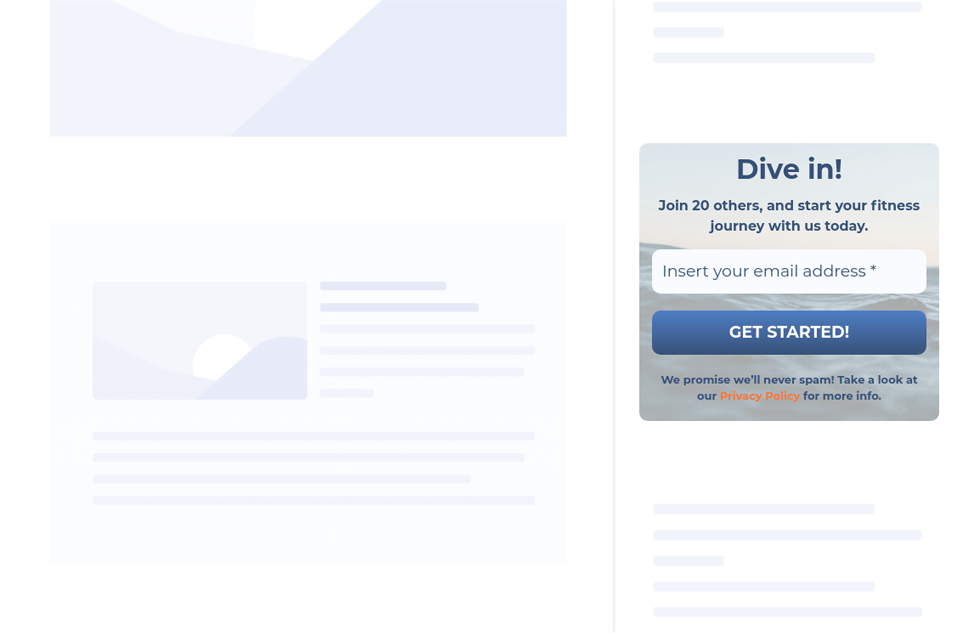 Dive in!
Join 20 others, and start your fitness
journey with us today.
Insert your email address *
GET STARTED!
We promise we’ll never spam! Take a look at
our Privacy Policy for more info.